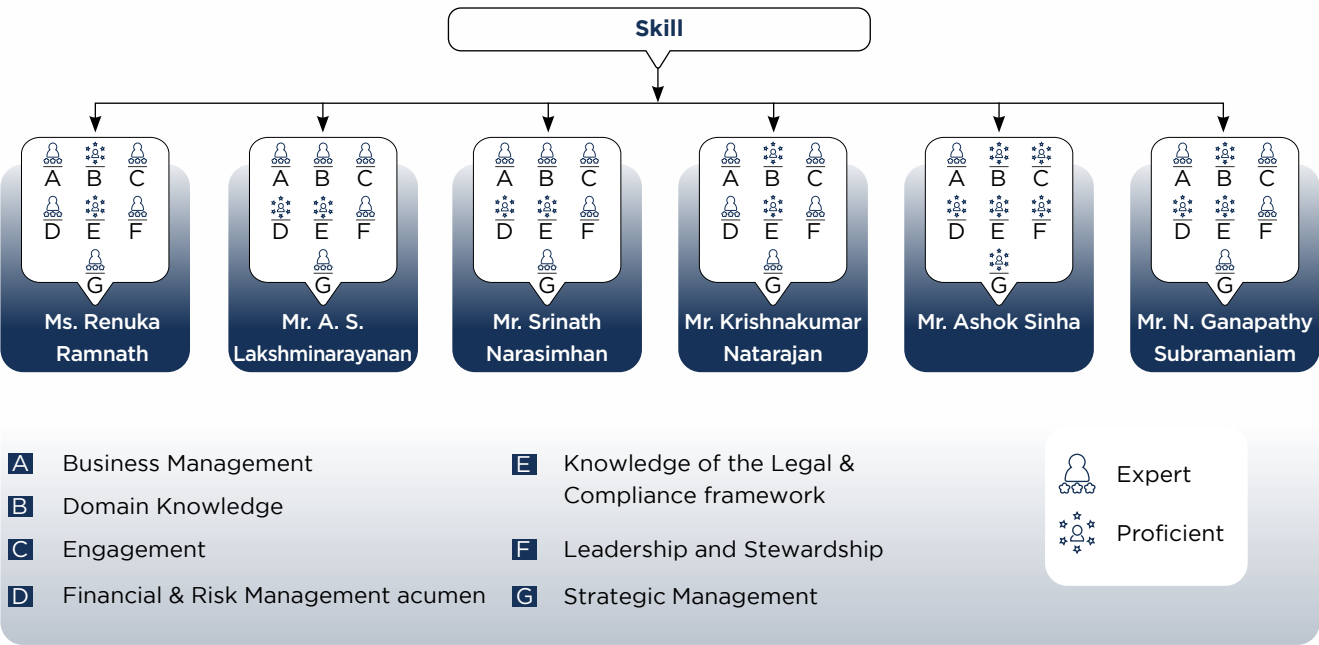 Skill
A B C
D E F
G
Ms. Renuka
Ramnath
A B C
D E F
G
Mr. A. S.
Lakshminarayanan
A B C
D E F
G
Mr. Srinath
Narasimhan
A B C
D E F
G
Mr. Krishnakumar
Natarajan
A B C
D E F
G
Mr. Ashok Sinha
A B C
D E F
G
Mr. N. Ganapathy
Subramaniam
A Business Management
B Domain Knowledge
C Engagement
D Financial & Risk Management acumen
E Knowledge of the Legal &
Compliance framework
F Leadership and Stewardship
G Strategic Management
Expert
Proficient